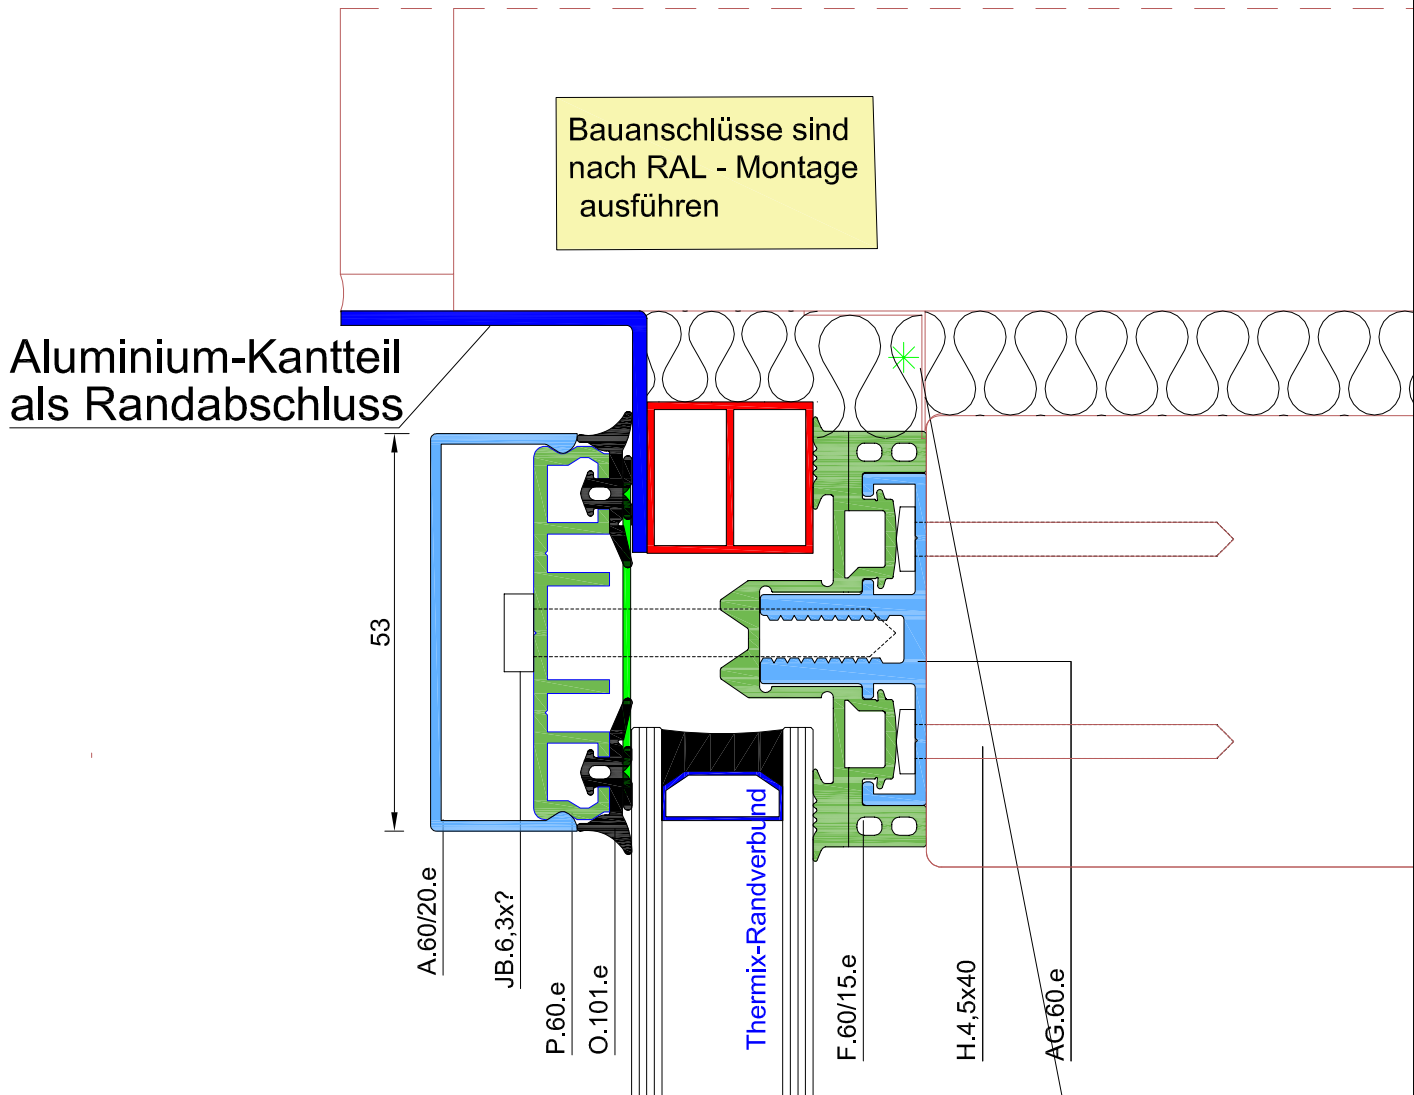 Bauanschlüsse sind
nach RAL - Montage
ausführen
Aluminium-Kantteil
als Randabschluss
53
A.60/20.e
JB.6,3x?
P.60.e
O.101.e
Thermix-Randverbund
F.60/15.e
H.4,5x40
AG.60.e